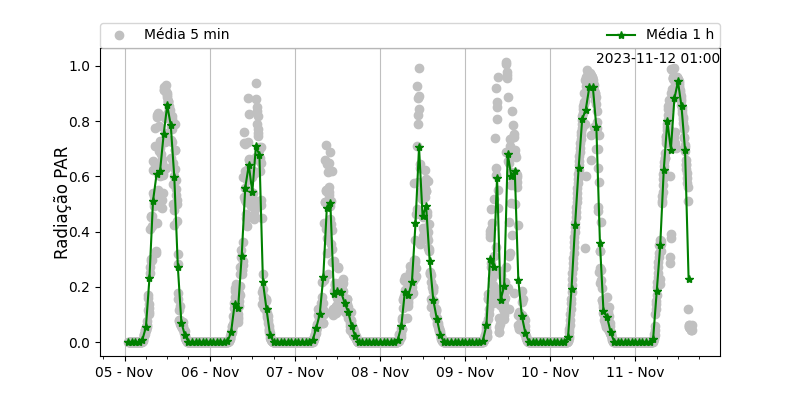 Média 5 min
Média 1 h
2023-11-12 01:00
Radiação PAR
1.0
0.8
0.6
0.4
0.2
0.0
05 - Nov
06 - Nov
07 - Nov
08 - Nov
09 - Nov
10 - Nov
11 - Nov